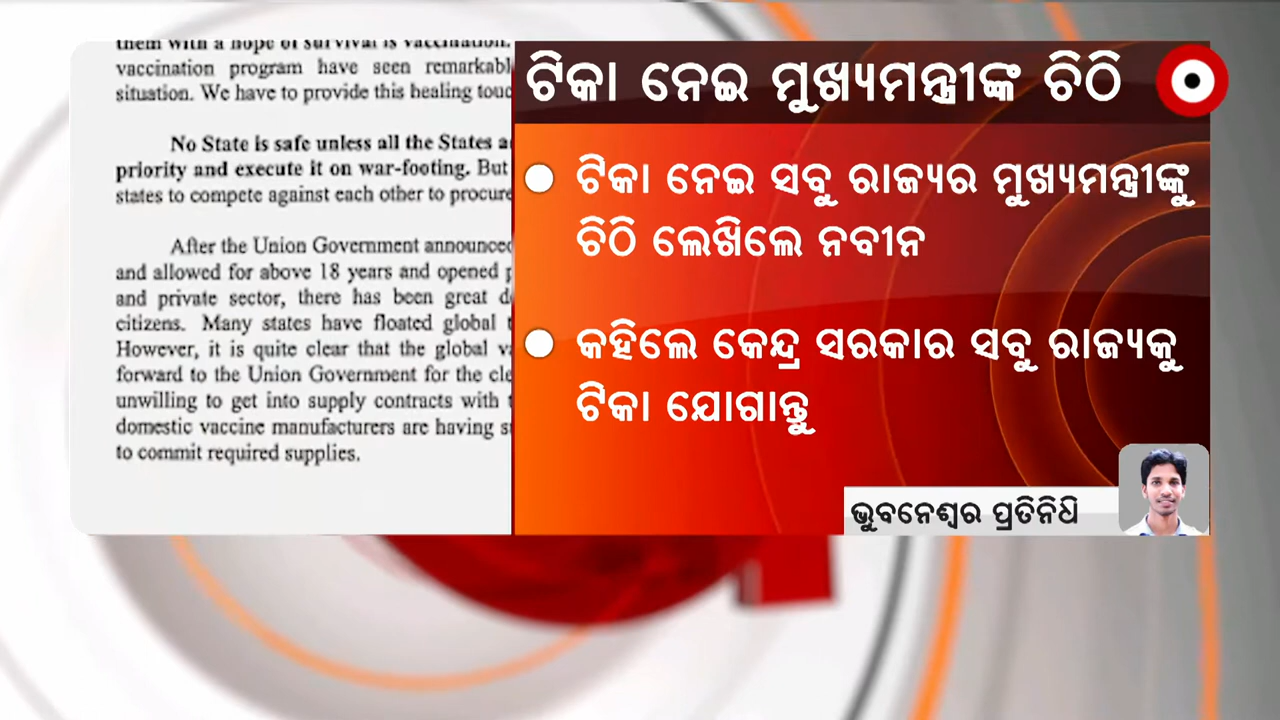 them with a hope of survival is vaccination.
vaccination program have seen
situation. We have to provide this healing
No State is safe unless all the States
priority and execute it on war-footing. But
states to compete against each other to
After the Union Government announced
and allowed for above 18 years and opened
and private sector, there has been great
citizens. Many states have floated global
However, it is quite clear that the global
forward to the Union Government for the
unwilling to get into supply contracts with
domestic vaccine manufacturers are having
to commit required supplies.
ଟିକା ନେଇ ମୁଖ୍ୟମନ୍ତ୍ରୀଙ୍କ ଚିଠି
ଟିକା ନେଇ ସବୁ ରାଜ୍ୟର ମୁଖ୍ୟମନ୍ତ୍ରୀଙ୍କୁ
ଚିଠି ଲେଖିଲେ ନବୀନ
କହିଲେ କେନ୍ଦ୍ର ସରକାର ସବୁ ରାଜ୍ୟକୁ
ଟିକା ଯୋଗାନ୍ତୁ
ଭୁବନେଶ୍ୱର ପ୍ରତିନିଧି